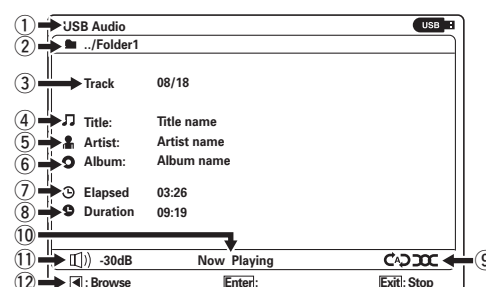 ① USB Audio USB
② ../Folder1
③ Track 08/18
④ Title: Title name
⑤ Artist: Artist name
⑥ Album: Album name
⑦ Elapsed 03:26
⑧ Duration 09:19
⑩
⑪ -30dB Now Playing A ⑨
⑫ : Browse Enter: Exit: Stop